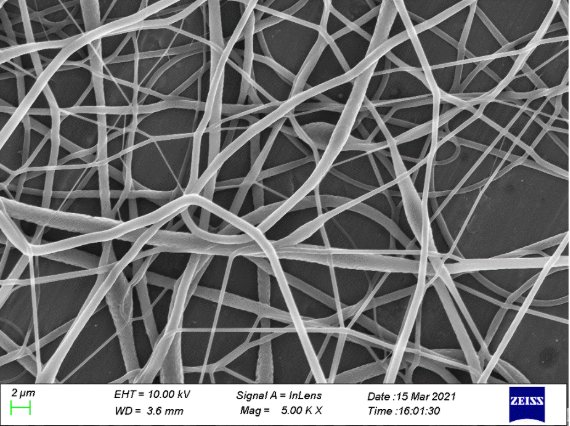 2 µm
EHT = 10.00 kV
Signal A = InLens
Date :15 Mar 2021
WD = 3.6 mm
Mag = 5.00 K X
Time :16:01:30
ZEISS